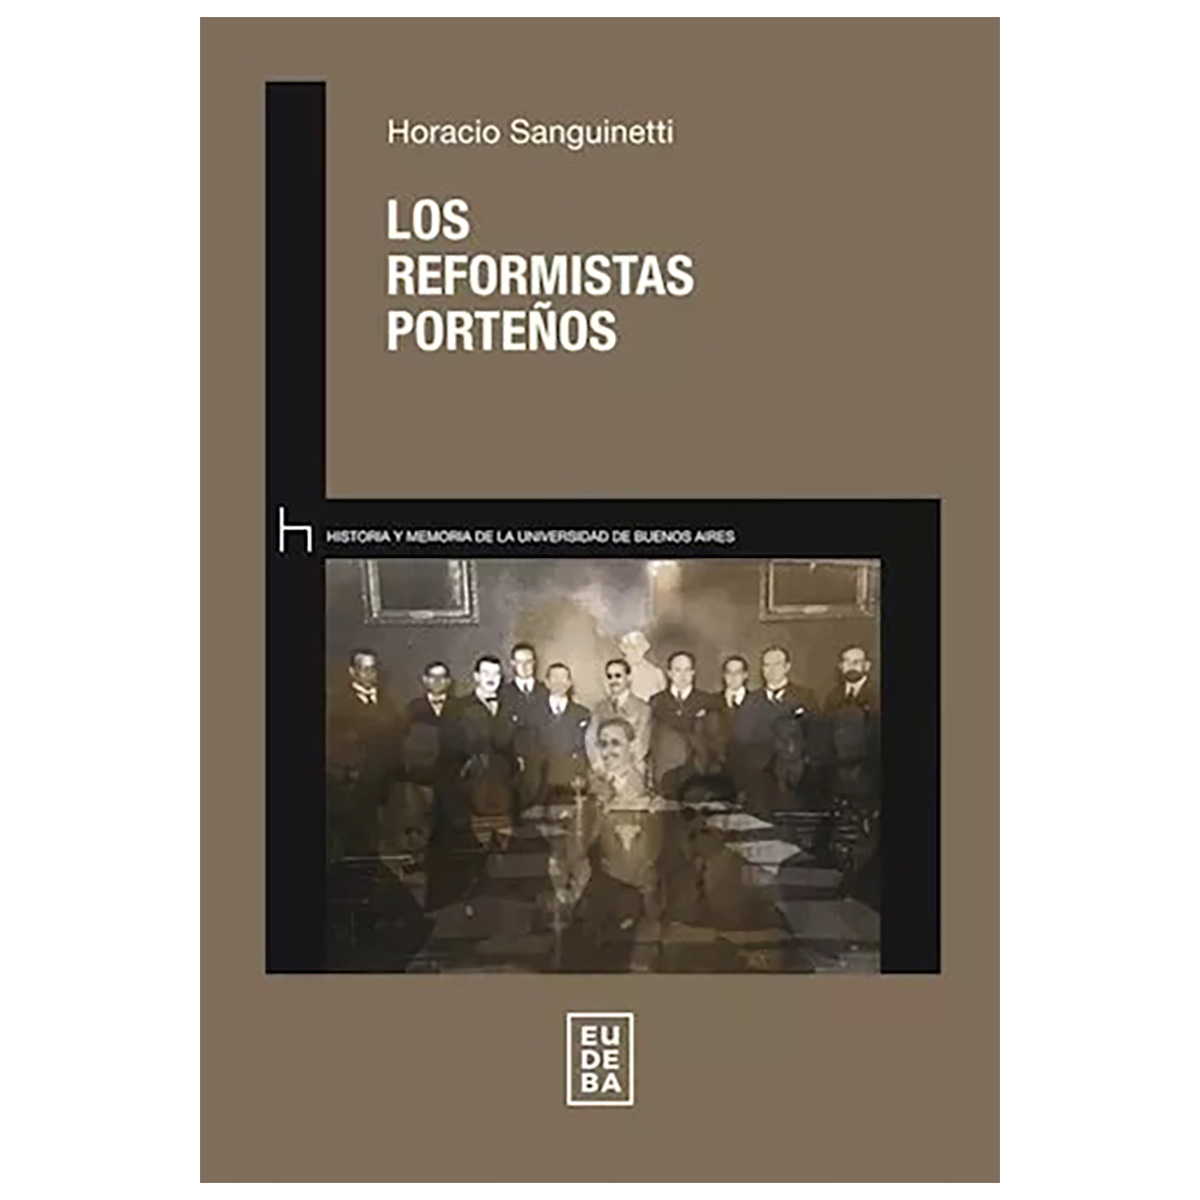 Horacio Sanguinetti
LOS
REFORMISTAS
PORTEÑOS
HISTORIA Y MEMORIA DE LA UNIVERSIDAD DE BUENOS AIRES
EU
DE
BA